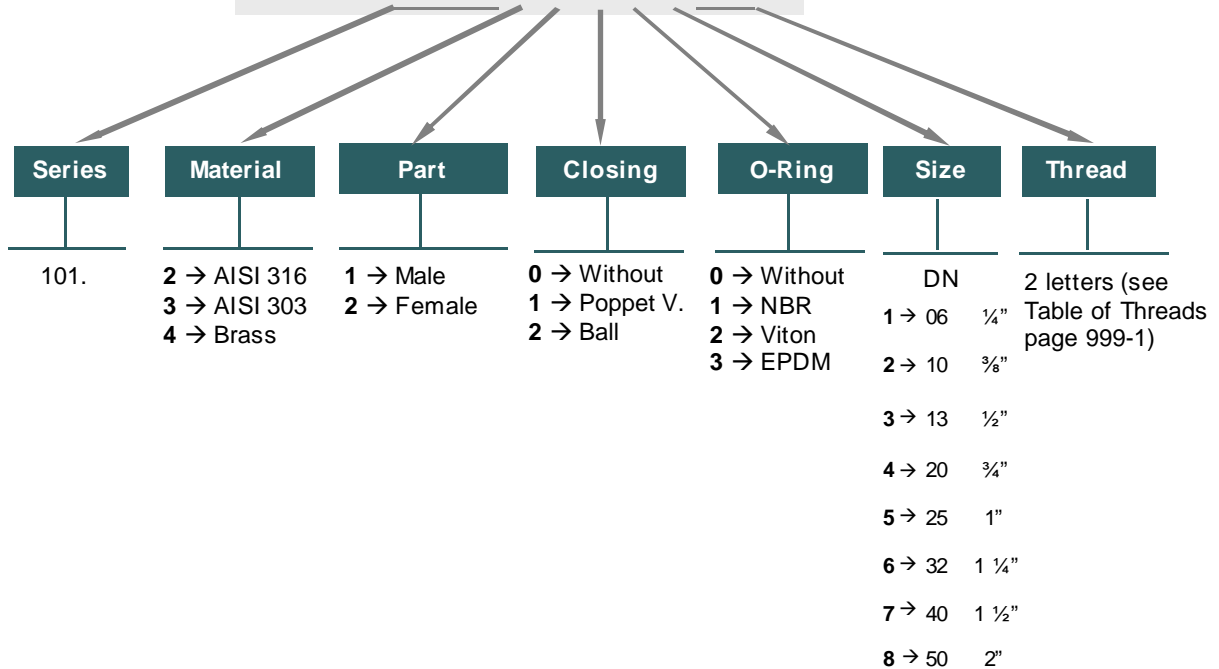 Series Material Part Closing O-Ring Size Thread
101.
2 → AISI 316
3 → AISI 303
4 → Brass
1 → Male
2 → Female
0 → Without
1 → Poppet V.
2 → Ball
0 → Without
1 → NBR
2 → Viton
3 → EPDM
DN
1 → 06 ¼”
2 → 10 ⅜”
3 → 13 ½”
4 → 20 ¾”
5 → 25 1”
6 → 32 1 ¼”
7 → 40 1 ½”
8 → 50 2”
2 letters (see
Table of Threads
page 999-1)